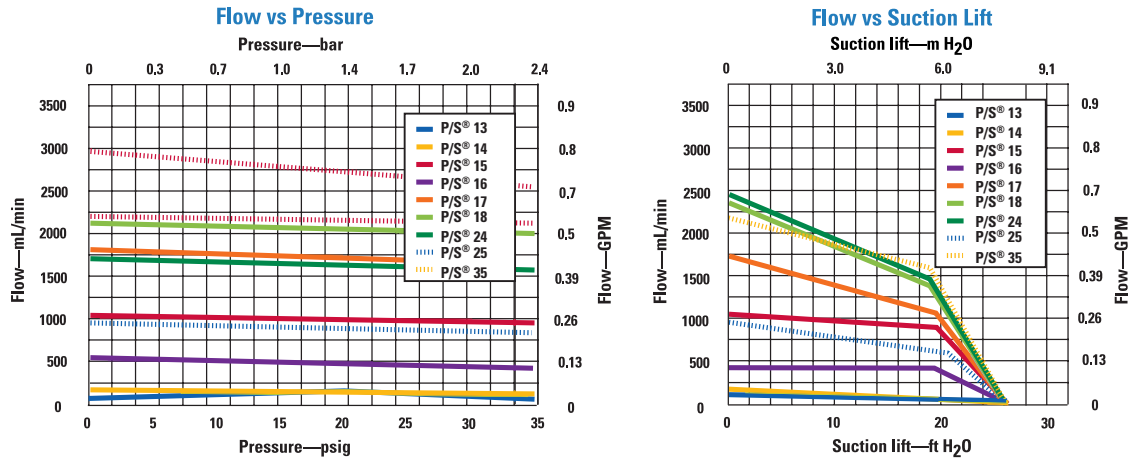 Flow vs Pressure
Pressure—bar
0 0.3 0.7 1.0 1.4 1.7 2.0 2.4
3500
3000
2500
2000
1500
1000
500
0
Flow—mL/min
0.9
0.8
0.7
0.5
0.39
0.26
0.13
0
Flow—GPM
P/S® 13
P/S® 14
P/S® 15
P/S® 16
P/S® 17
P/S® 18
P/S® 24
P/S® 25
P/S® 35
0 5 10 15 20 25 30 35
Pressure—psig
Flow vs Suction Lift
Suction lift—m H2O
0 3.0 6.0 9.1
3500
3000
2500
2000
1500
1000
500
0
Flow—mL/min
0.9
0.8
0.7
0.5
0.39
0.26
0.13
0
Flow—GPM
P/S® 13
P/S® 14
P/S® 15
P/S® 16
P/S® 17
P/S® 18
P/S® 24
P/S® 25
P/S® 35
0 10 20 30
Suction lift—ft H2O